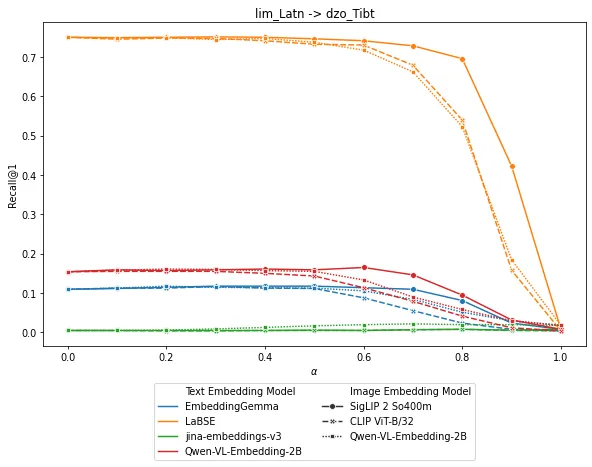 lim_Latn -> dzo_Tibt
Recall@1
0.7
0.6
0.5
0.4
0.3
0.2
0.1
0.0
0.0 0.2 0.4 0.6 0.8 1.0
α
Text Embedding Model Image Embedding Model
EmbeddingGemma SigLIP 2 So400m
LaBSE CLIP ViT-B/32
jina-embeddings-v3 Qwen-VL-Embedding-2B
Qwen-VL-Embedding-2B